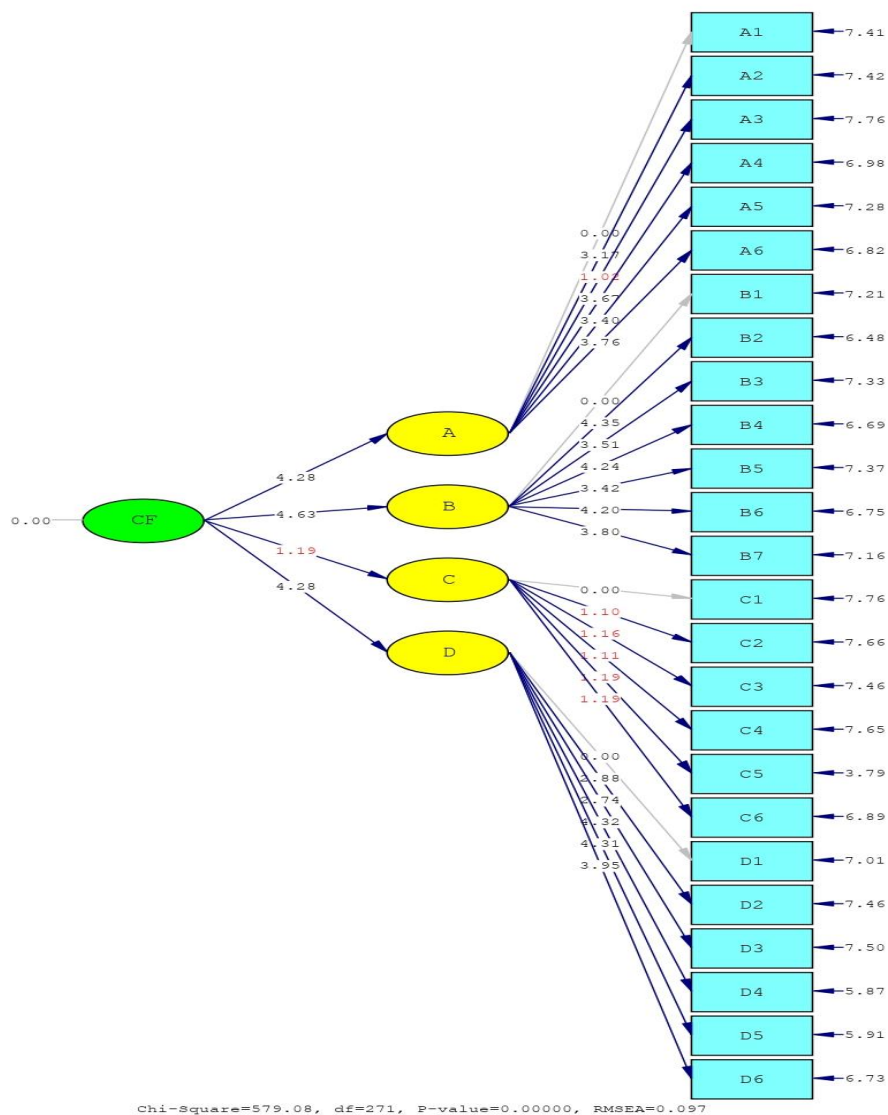 A1 7.41
A2 7.42
A3 7.76
A4 6.98
A5 7.28
A6 6.82
B1 7.21
B2 6.48
B3 7.33
B4 6.69
B5 7.37
B6 6.75
B7 7.16
C1 7.76
C2 7.66
C3 7.46
C4 7.65
C5 3.79
C6 6.89
D1 7.01
D2 7.46
D3 7.50
D4 5.87
D5 5.91
D6 6.73
0.00
3.17
1.02
3.67
3.40
3.76
0.00
4.35
3.51
4.24
3.42
4.20
3.80
0.00
1.10
1.16
1.11
1.19
1.19
0.00
2.88
2.74
4.32
4.31
3.95
A
B
C
D
4.28
4.63
1.19
4.28
0.00 CF
Chi-Square=579.08, df=271, P-value=0.00000, RMSEA=0.097